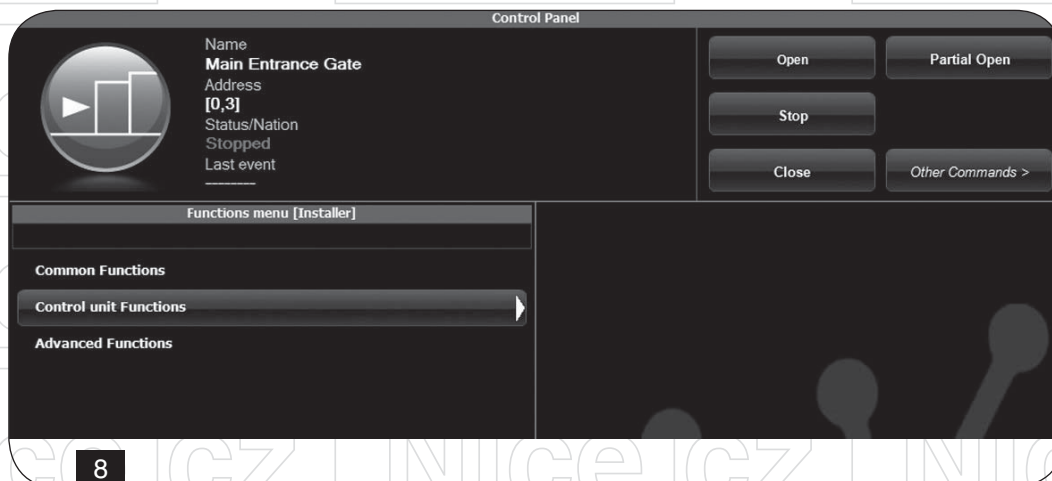 Control Panel
Name
Main Entrance Gate
Address
[0,3]
Status/Nation
Stopped
Last event
--------
Open
Partial Open
Stop
Close
Other Commands >
Functions menu [Installer]
Common Functions
Control unit Functions
Advanced Functions
8
Nice